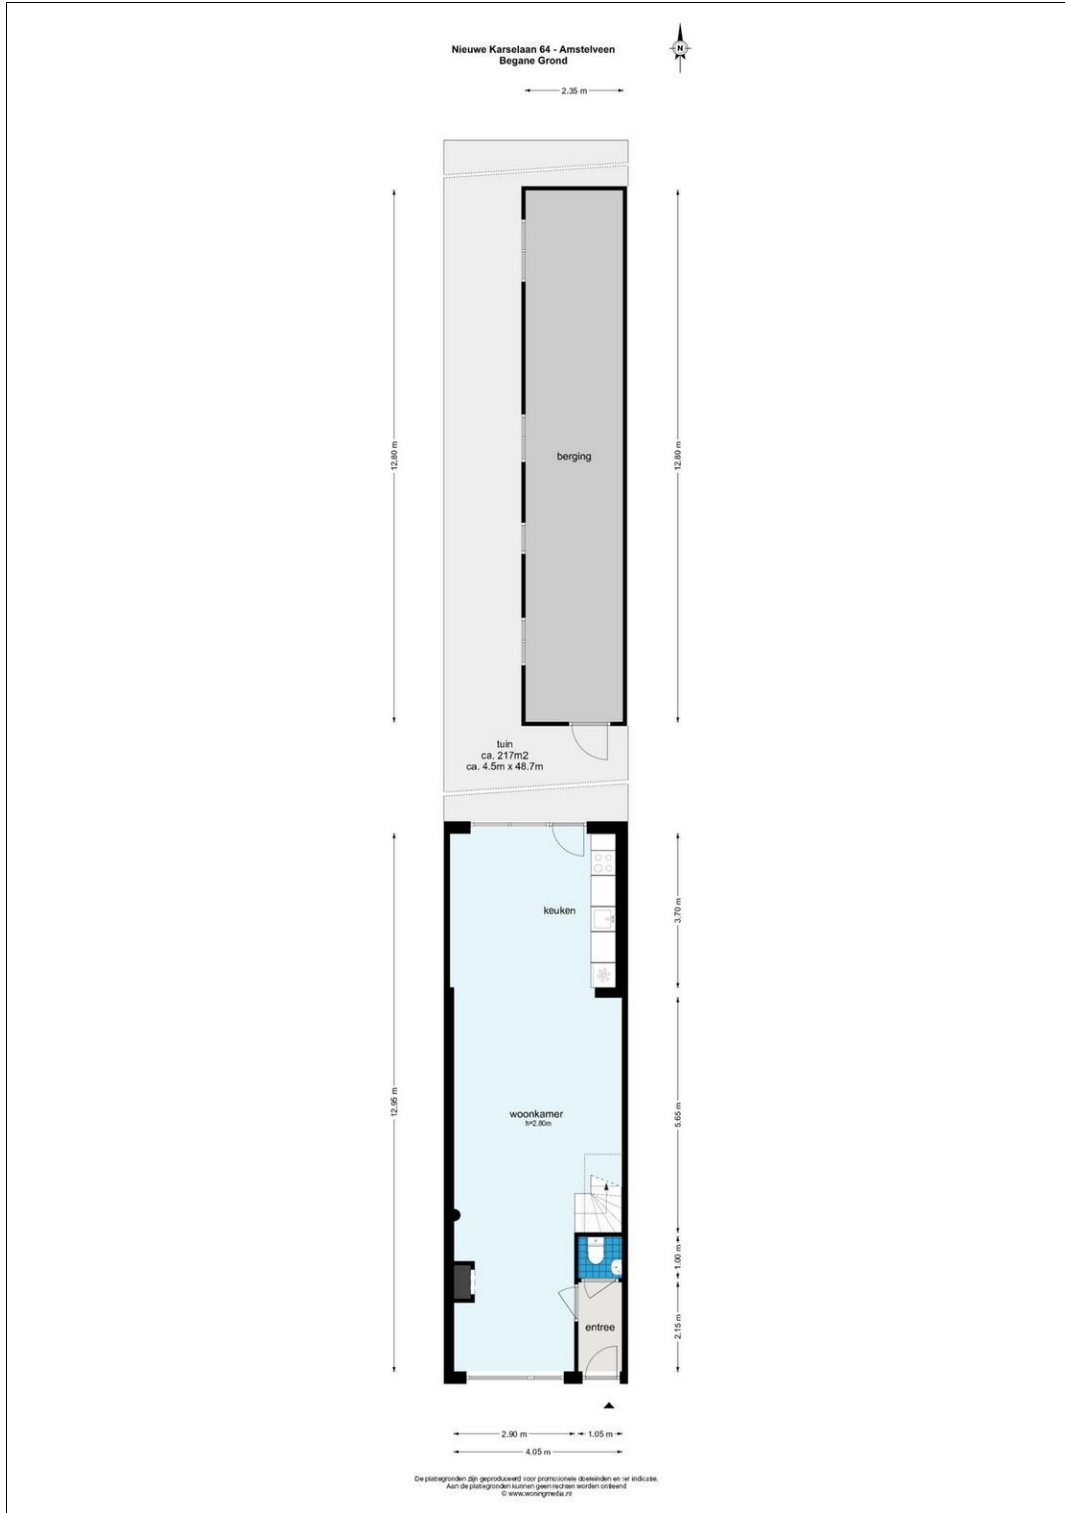 Nieuwe Karselaan 64 - Amstelveen
Begane Grond
N
2.35 m
12.80 m
12.80 m
berging
tuin
ca. 217m2
ca. 4.5m x 48.7m
keuken
3.70 m
12.95 m
5.65 m
woonkamer
h=2.80m
1.00 m
entree
2.15 m
2.90 m
1.05 m
4.05 m
De plattegronden zijn geproduceerd voor promotionele doeleinden en ter indicatie.
Aan de plattegronden kunnen geen rechten worden ontleend
© www.woningmedia.nl